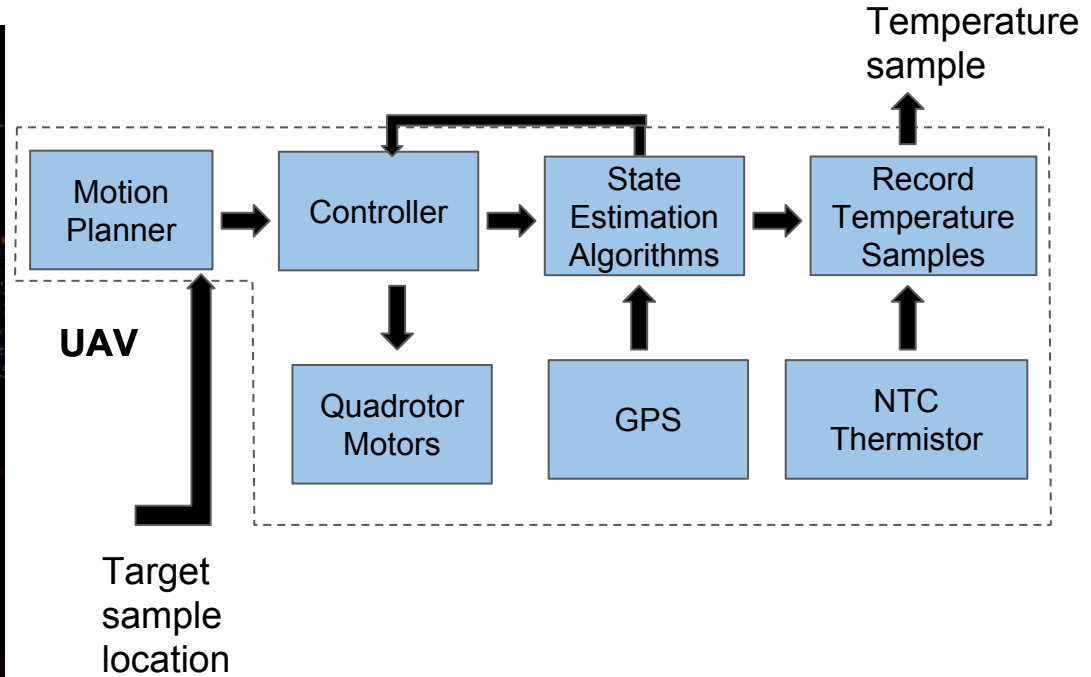 Temperature
sample
Motion
Planner
Controller
State
Estimation
Algorithms
Record
Temperature
Samples
UAV
Quadrotor
Motors
GPS
NTC
Thermistor
Target
sample
location